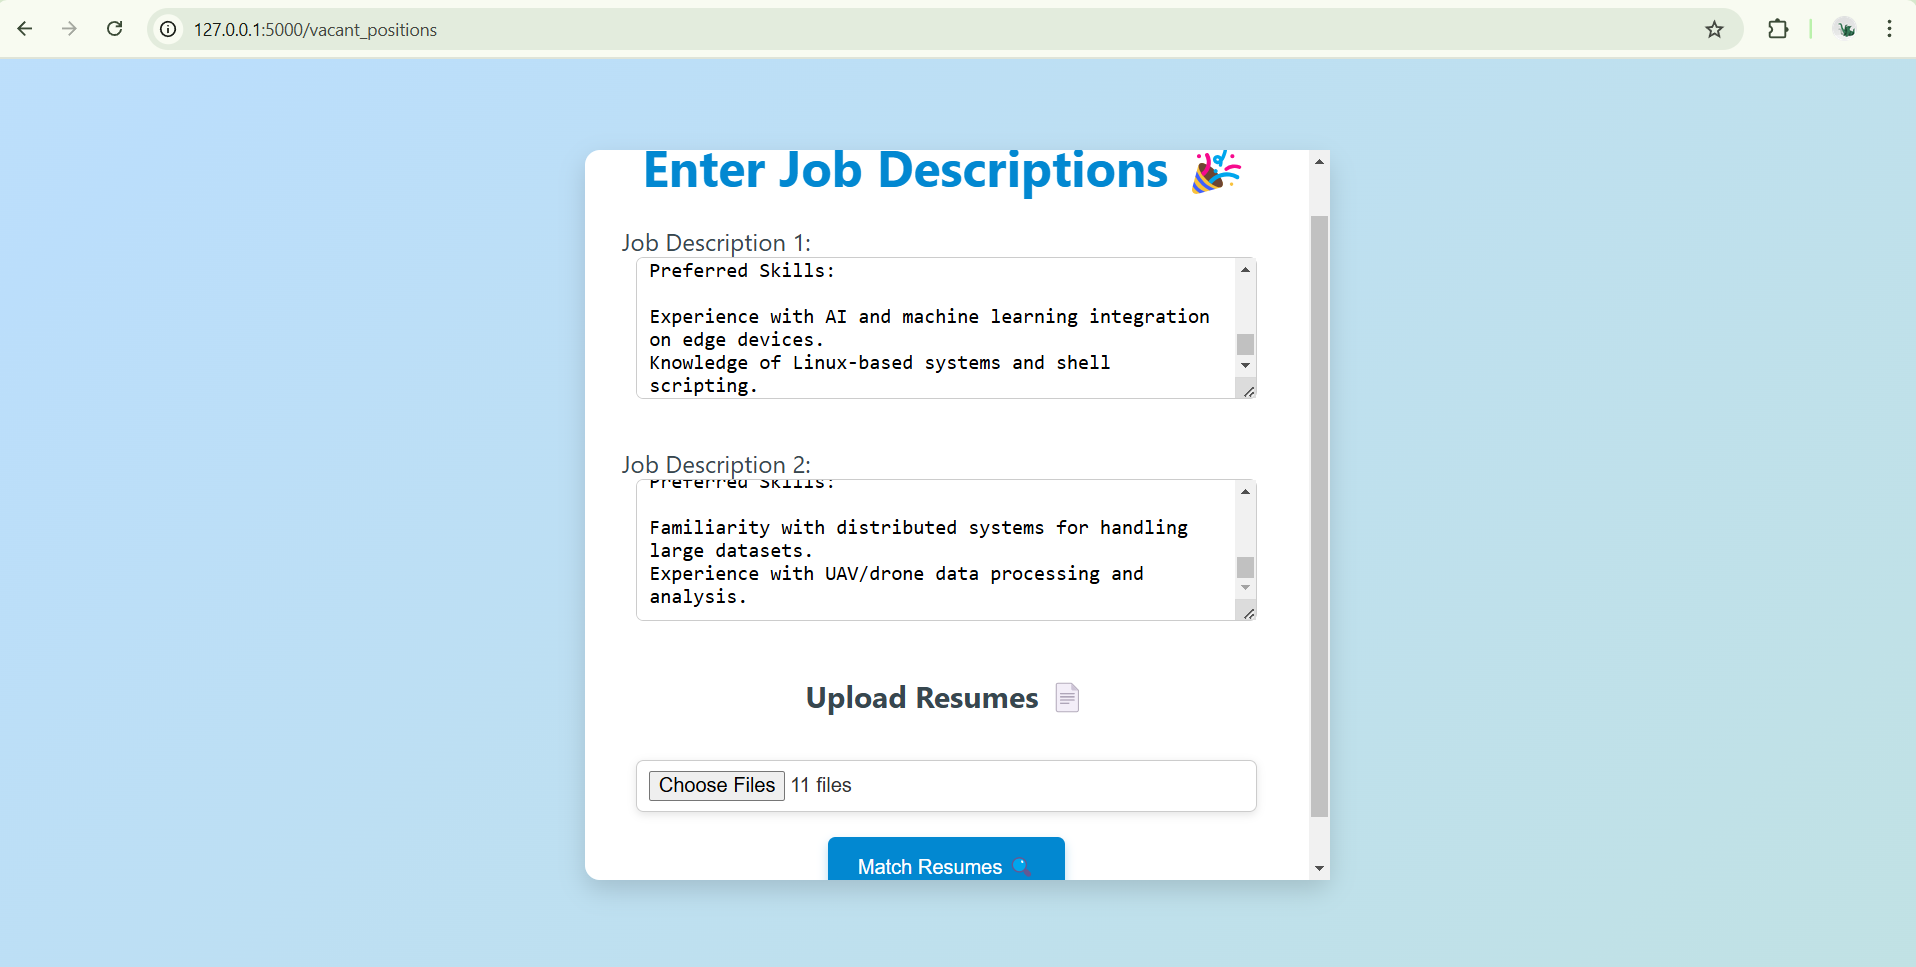 127.0.0.1:5000/vacant_positions
Enter Job Descriptions
Job Description 1:
Preferred Skills:
Experience with AI and machine learning integration
on edge devices.
Knowledge of Linux-based systems and shell
scripting.
Job Description 2:
Preferred Skills:
Familiarity with distributed systems for handling
large datasets.
Experience with UAV/drone data processing and
analysis.
Upload Resumes
Choose Files 11 files
Match Resumes